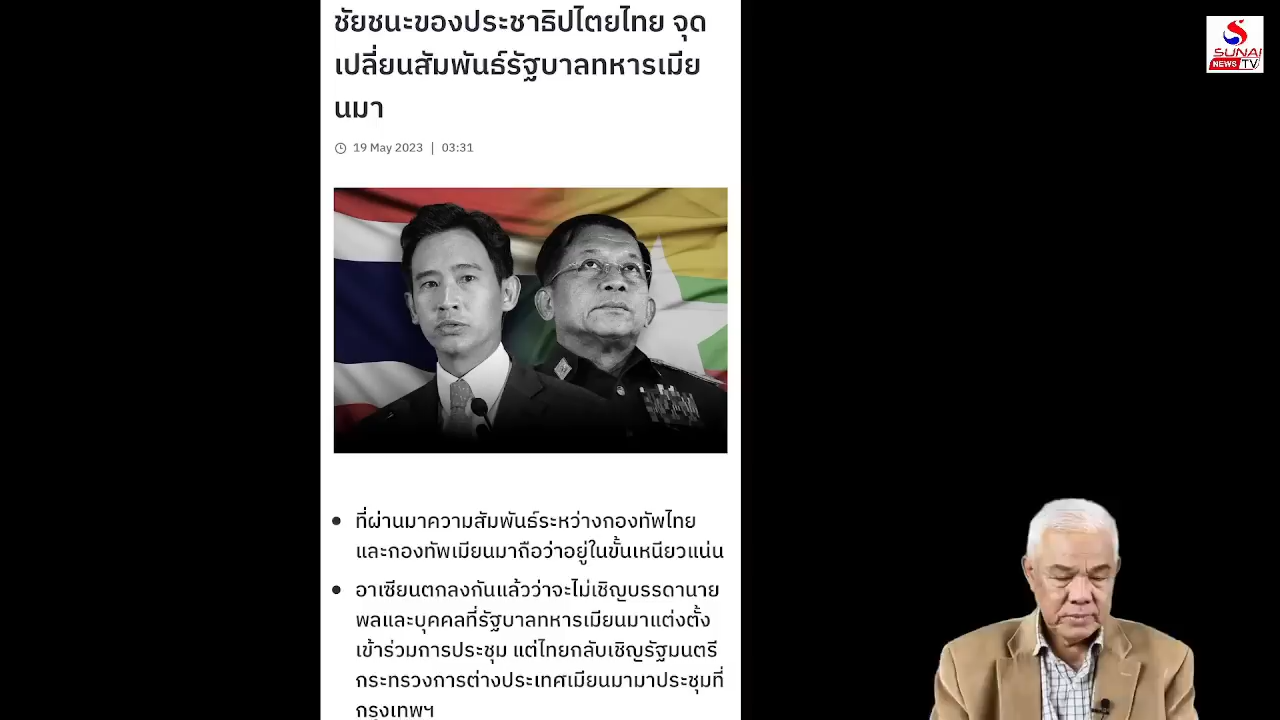 ชัยชนะของประชาธิปไตยไทย จุด
เปลี่ยนสัมพันธ์รัฐบาลทหารเมีย
นมา
19 May 2023 | 03:31
SUNAI
NEWS TV
ที่ผ่านมาความสัมพันธ์ระหว่างกองทัพไทย
และกองทัพเมียนมาถือว่าอยู่ในขั้นเหนียวแน่น
อาเซียนตกลงกันแล้วว่าจะไม่เชิญบรรดานาย
พลและบุคคลที่รัฐบาลทหารเมียนมาแต่งตั้ง
เข้าร่วมการประชุม แต่ไทยกลับเชิญรัฐมนตรี
กระทรวงการต่างประเทศเมียนมามาประชุมที่
กรุงเทพฯ